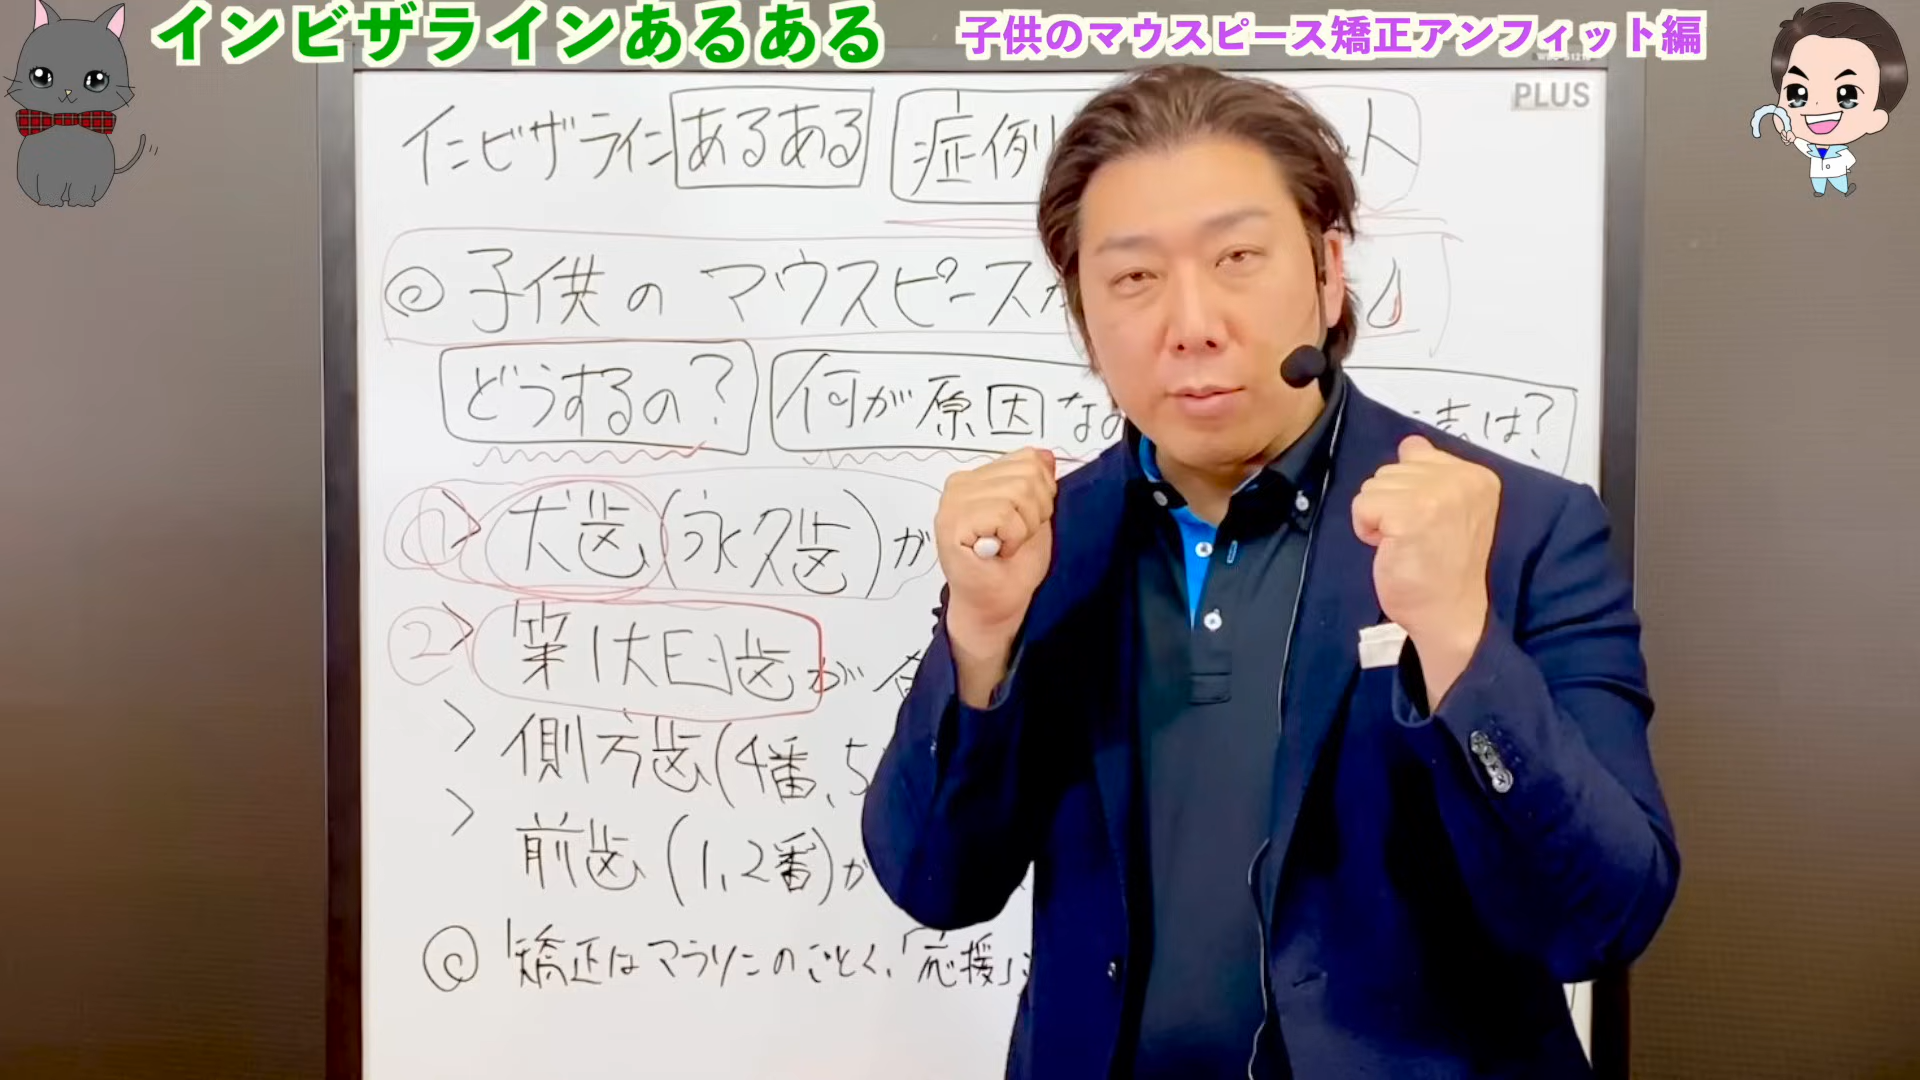 インビザラインあるある 子供のマウスピース矯正アンフィット編
PLUS
インビザラインあるある 症例
◎子供のマウスピースが
どうするの? 何が原因なの は?
① > 犬歯(永久歯)が
② > 第1大臼歯が
> 側方歯(4番、5
> 前歯(1、2番)が
◎「矯正はマラソンのごとく、「応援」